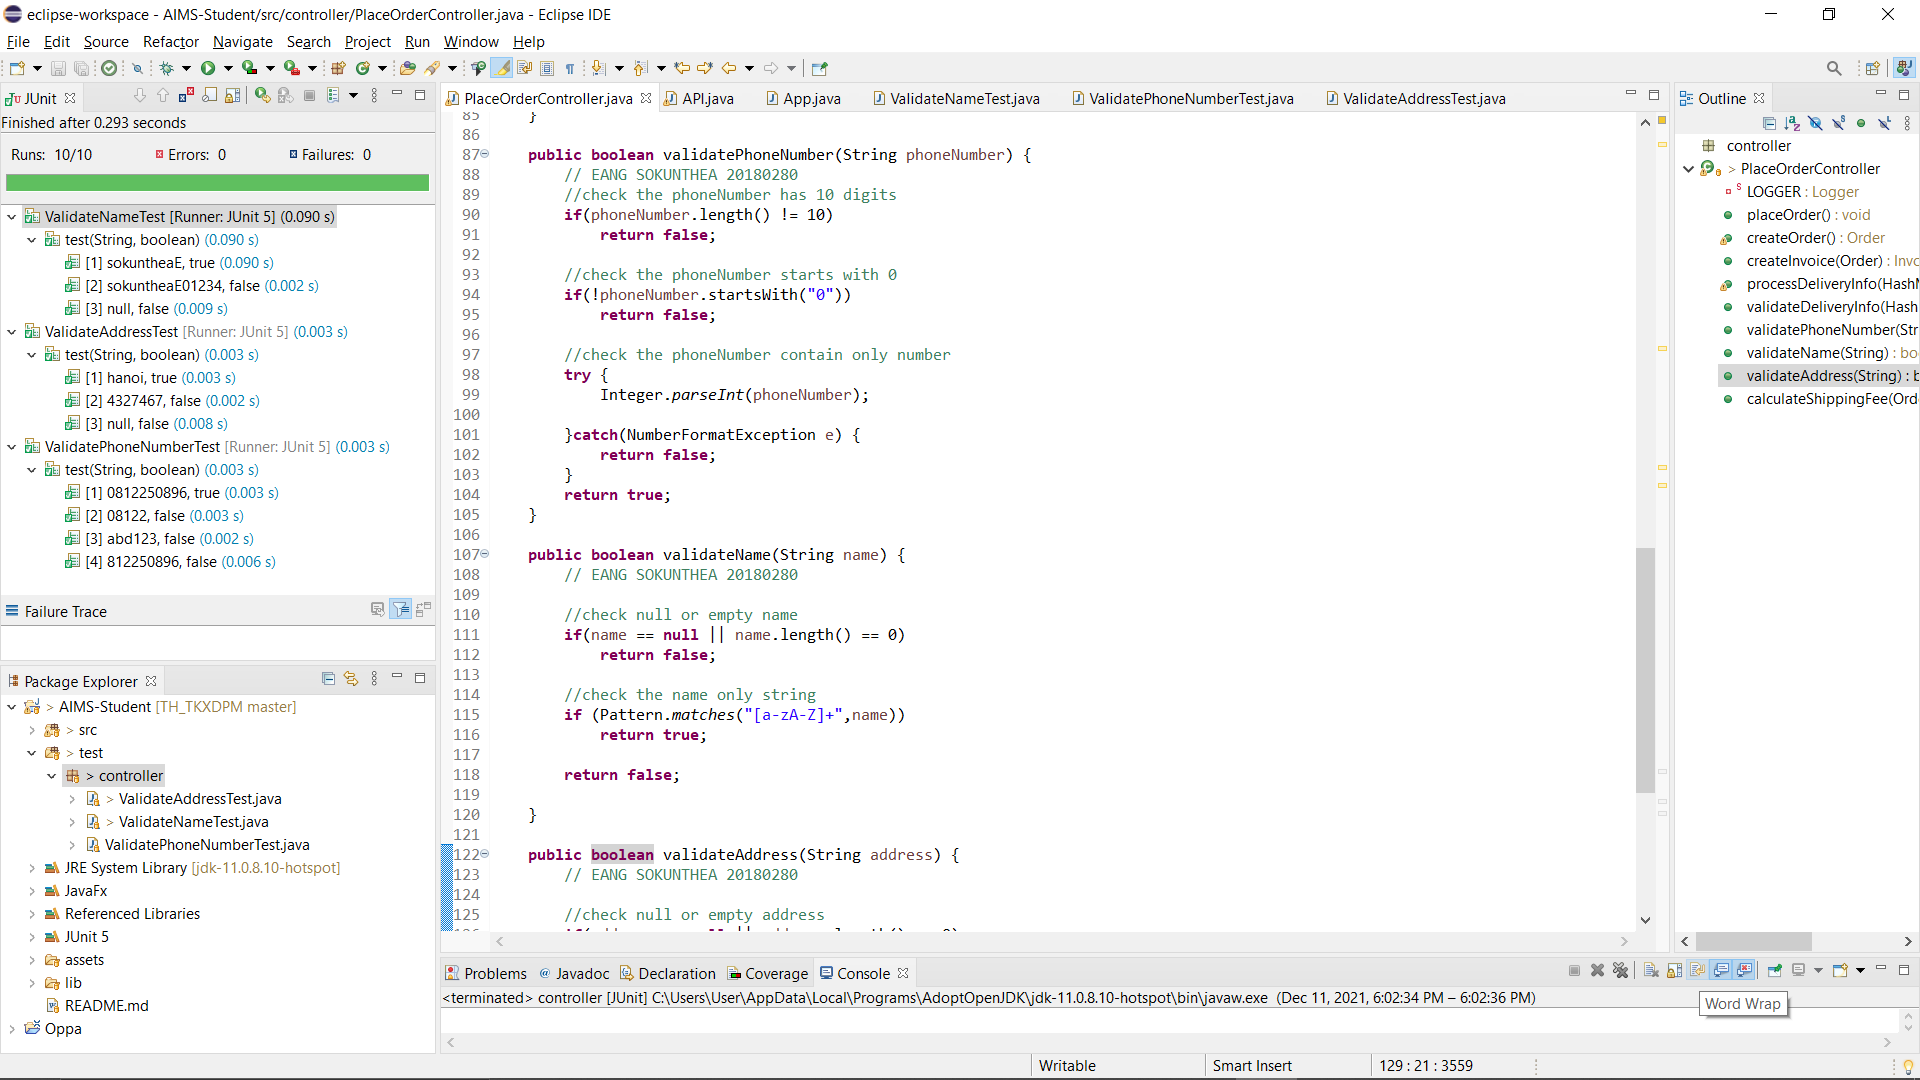 eclipse-workspace - AIMS-Student/src/controller/PlaceOrderController.java - Eclipse IDE
File Edit Source Refactor Navigate Search Project Run Window Help
JUnit
Finished after 0.293 seconds
Runs: 10/10 Errors: 0 Failures: 0
ValidateNameTest [Runner: JUnit 5] (0.090 s)
test(String, boolean) (0.090 s)
[1] sokuntheaE, true (0.090 s)
[2] sokuntheaE01234, false (0.002 s)
[3] null, false (0.009 s)
ValidateAddressTest [Runner: JUnit 5] (0.003 s)
test(String, boolean) (0.003 s)
[1] hanoi, true (0.003 s)
[2] 4327467, false (0.002 s)
[3] null, false (0.008 s)
ValidatePhoneNumberTest [Runner: JUnit 5] (0.003 s)
test(String, boolean) (0.003 s)
[1] 0812250896, true (0.003 s)
[2] 08122, false (0.003 s)
[3] abd123, false (0.002 s)
[4] 812250896, false (0.006 s)
Failure Trace
Package Explorer
> AIMS-Student [TH_TKXDPM master]
> src
> test
> controller
> ValidateAddressTest.java
> ValidateNameTest.java
ValidatePhoneNumberTest.java
JRE System Library [jdk-11.0.8.10-hotspot]
JavaFx
Referenced Libraries
JUnit 5
assets
lib
README.md
Oppa
PlaceOrderController.java API.java App.java ValidateNameTest.java ValidatePhoneNumberTest.java ValidateAddressTest.java
85 }
86
87 public boolean validatePhoneNumber(String phoneNumber) {
88 // EANG SOKUNTHEA 20180280
89 //check the phoneNumber has 10 digits
90 if(phoneNumber.length() != 10)
91 return false;
92
93 //check the phoneNumber starts with 0
94 if(!phoneNumber.startsWith("0"))
95 return false;
96
97 //check the phoneNumber contain only number
98 try {
99 Integer.parseInt(phoneNumber);
100
101 }catch(NumberFormatException e) {
102 return false;
103 }
104 return true;
105 }
106
107 public boolean validateName(String name) {
108 // EANG SOKUNTHEA 20180280
109
110 //check null or empty name
111 if(name == null || name.length() == 0)
112 return false;
113
114 //check the name only string
115 if (Pattern.matches("[a-zA-Z]+",name))
116 return true;
117
118 return false;
119
120 }
121
122 public boolean validateAddress(String address) {
123 // EANG SOKUNTHEA 20180280
124
125 //check null or empty address
Outline
controller
> PlaceOrderController
LOGGER : Logger
placeOrder() : void
createOrder() : Order
createInvoice(Order) : Invo
processDeliveryInfo(Hash
validateDeliveryInfo(Hash
validatePhoneNumber(Str
validateName(String) : bo
validateAddress(String) : b
calculateShippingFee(Ord
Problems Javadoc Declaration Coverage Console
<terminated> controller [JUnit] C:\Users\User\AppData\Local\Programs\AdoptOpenJDK\jdk-11.0.8.10-hotspot\bin\javaw.exe (Dec 11, 2021, 6:02:34 PM – 6:02:36 PM)
Word Wrap
Writable Smart Insert 129 : 21 : 3559